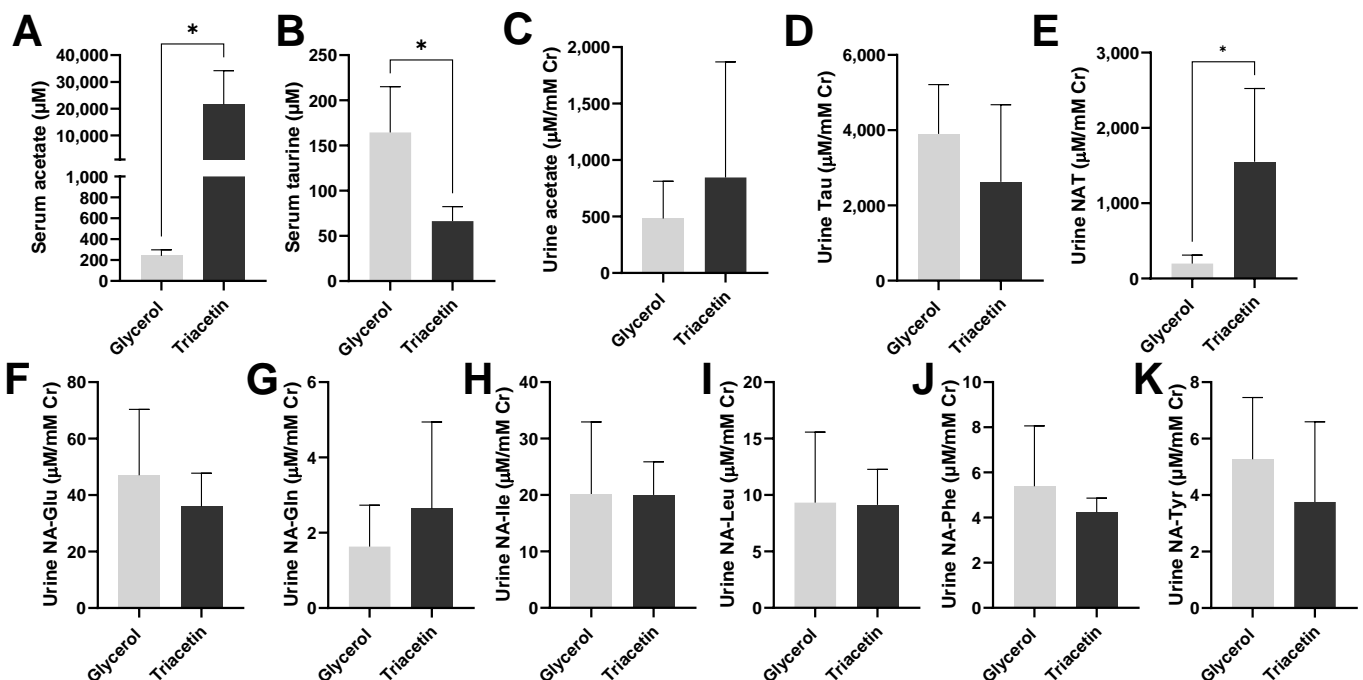 A
Serum acetate (µM)
40,000
30,000
20,000
10,000
1,000
800
600
400
200
0
*
Glycerol
Triacetin
B
Serum taurine (µM)
250
200
150
100
50
0
*
Glycerol
Triacetin
C
Urine acetate (µM/mM Cr)
2,000
1,500
1,000
500
0
Glycerol
Triacetin
D
Urine Tau (µM/mM Cr)
6,000
4,000
2,000
0
Glycerol
Triacetin
E
Urine NAT (µM/mM Cr)
3,000
2,000
1,000
0
*
Glycerol
Triacetin
F
Urine NA-Glu (µM/mM Cr)
80
60
40
20
0
Glycerol
Triacetin
G
Urine NA-Gln (µM/mM Cr)
6
4
2
0
Glycerol
Triacetin
H
Urine NA-Ile (µM/mM Cr)
40
30
20
10
0
Glycerol
Triacetin
I
Urine NA-Leu (µM/mM Cr)
20
15
10
5
0
Glycerol
Triacetin
J
Urine NA-Phe (µM/mM Cr)
10
8
6
4
2
0
Glycerol
Triacetin
K
Urine NA-Tyr (µM/mM Cr)
8
6
4
2
0
Glycerol
Triacetin